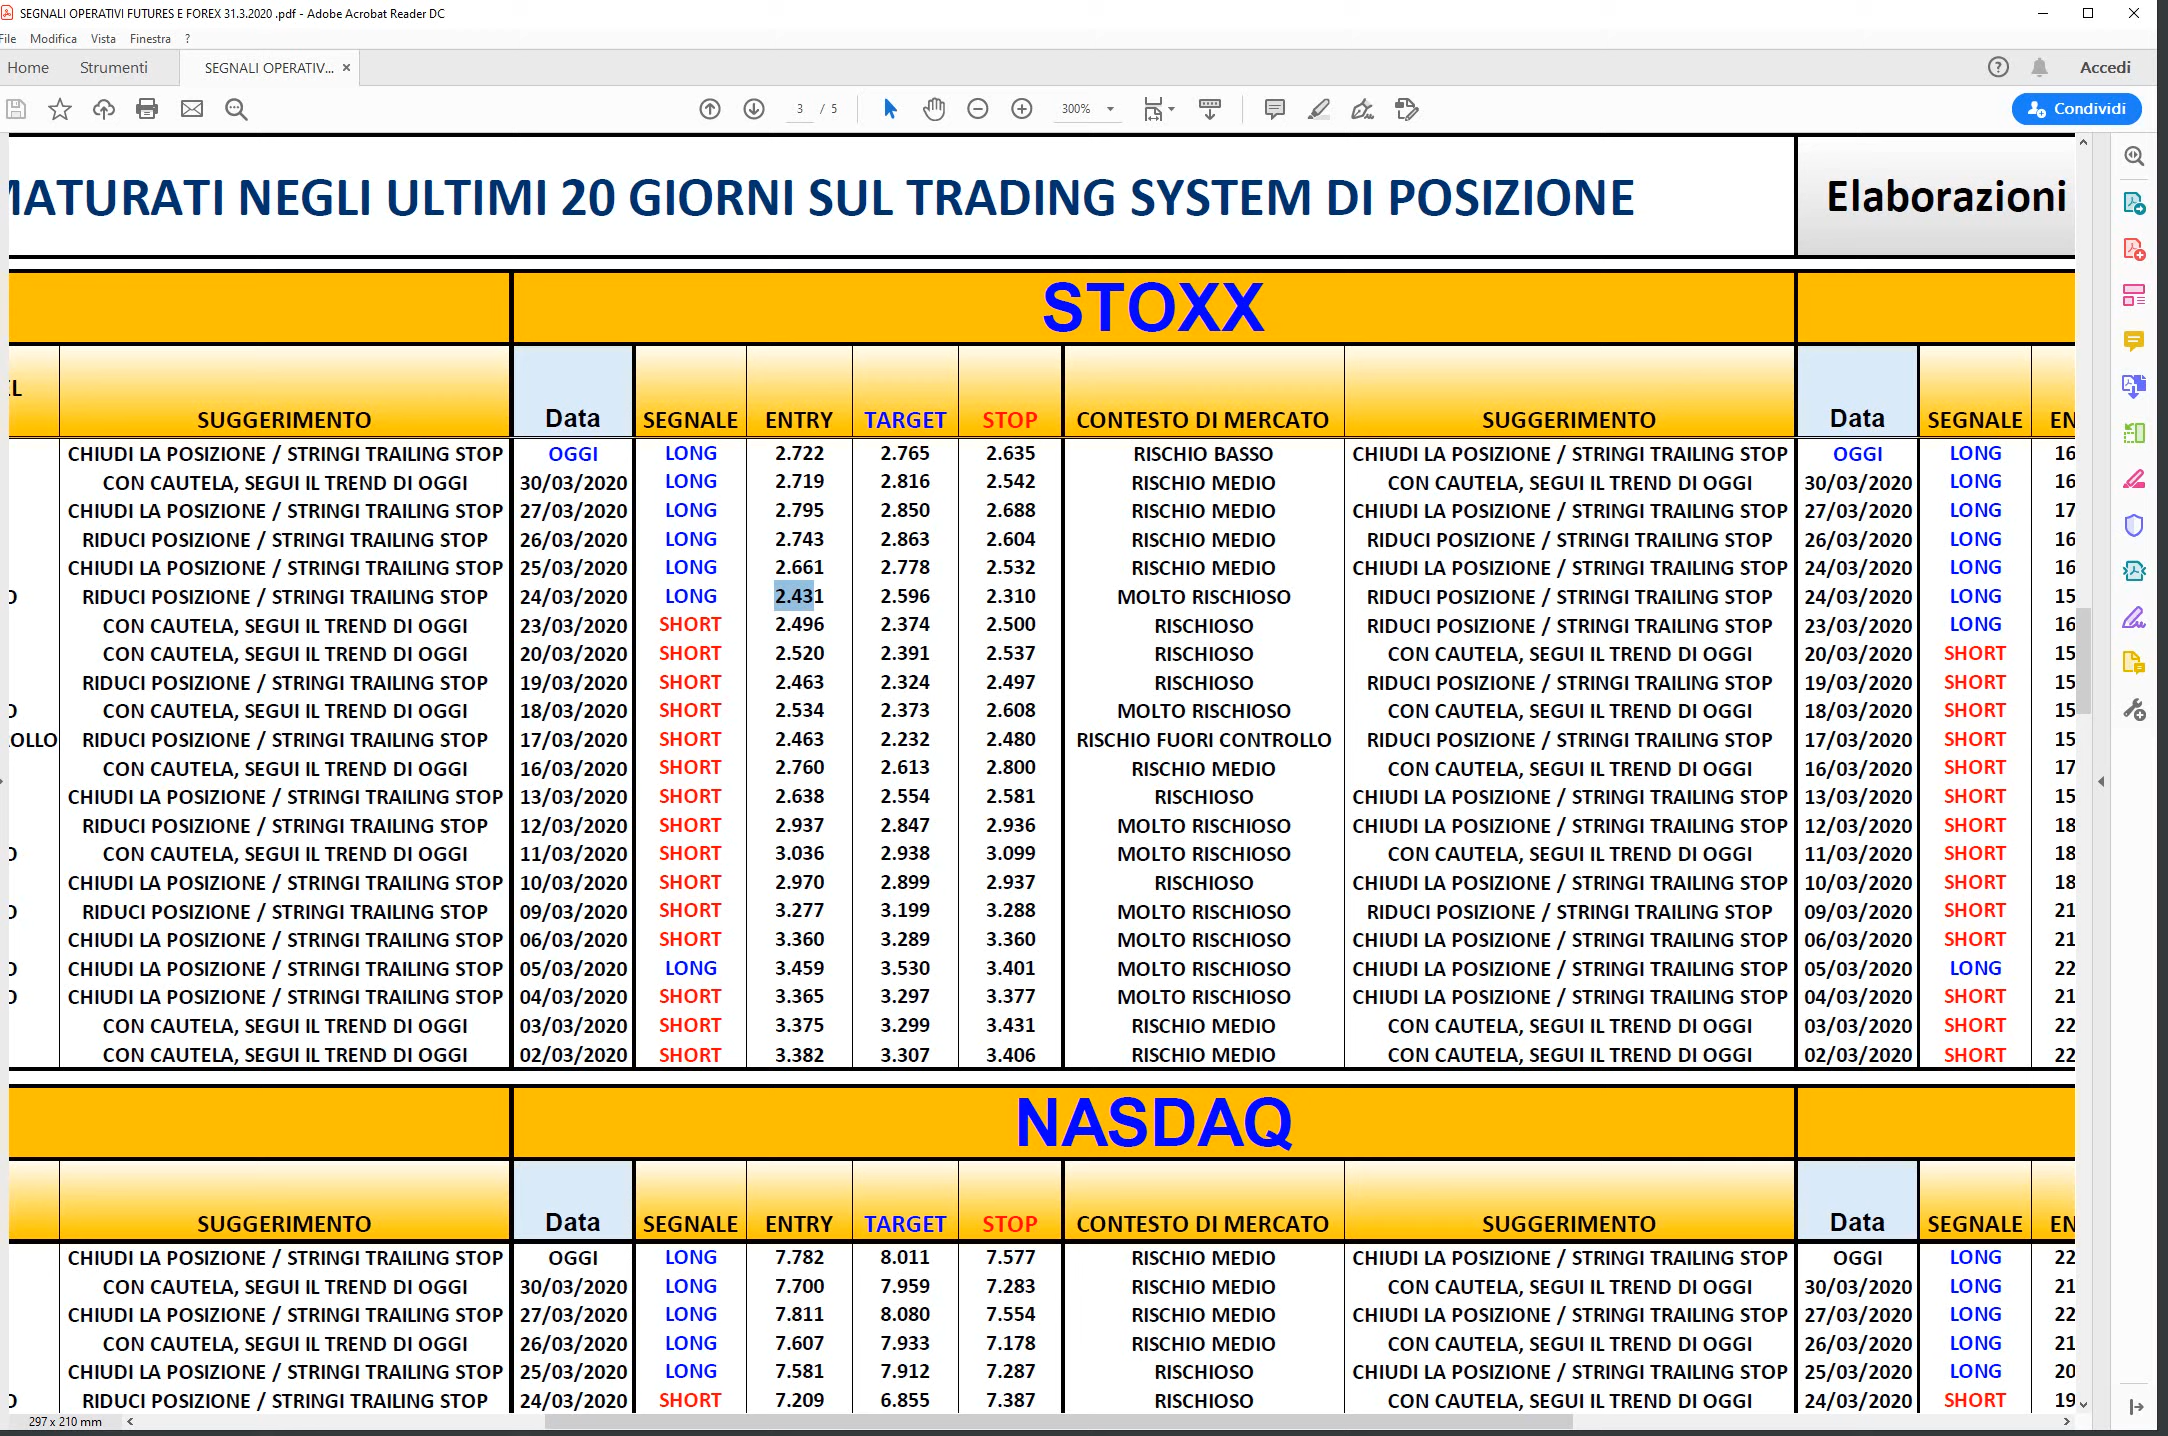 SEGNALI OPERATIVI FUTURES E FOREX 31.3.2020 .pdf - Adobe Acrobat Reader DC
File Modifica Vista Finestra ?
Home Strumenti SEGNALI OPERATIV... × Accedi
3 / 5 300% Condividi
MATURATI NEGLI ULTIMI 20 GIORNI SUL TRADING SYSTEM DI POSIZIONE Elaborazioni
STOXX
EL SUGGERIMENTO Data SEGNALE ENTRY TARGET STOP CONTESTO DI MERCATO SUGGERIMENTO Data SEGNALE EN
CHIUDI LA POSIZIONE / STRINGI TRAILING STOP OGGI LONG 2.722 2.765 2.635 RISCHIO BASSO CHIUDI LA POSIZIONE / STRINGI TRAILING STOP OGGI LONG 16
CON CAUTELA, SEGUI IL TREND DI OGGI 30/03/2020 LONG 2.719 2.816 2.542 RISCHIO MEDIO CON CAUTELA, SEGUI IL TREND DI OGGI 30/03/2020 LONG 16
CHIUDI LA POSIZIONE / STRINGI TRAILING STOP 27/03/2020 LONG 2.795 2.850 2.688 RISCHIO MEDIO CHIUDI LA POSIZIONE / STRINGI TRAILING STOP 27/03/2020 LONG 17
RIDUCI POSIZIONE / STRINGI TRAILING STOP 26/03/2020 LONG 2.743 2.863 2.604 RISCHIO MEDIO RIDUCI POSIZIONE / STRINGI TRAILING STOP 26/03/2020 LONG 16
CHIUDI LA POSIZIONE / STRINGI TRAILING STOP 25/03/2020 LONG 2.661 2.778 2.532 RISCHIO MEDIO CHIUDI LA POSIZIONE / STRINGI TRAILING STOP 24/03/2020 LONG 16
O RIDUCI POSIZIONE / STRINGI TRAILING STOP 24/03/2020 LONG 2.431 2.596 2.310 MOLTO RISCHIOSO RIDUCI POSIZIONE / STRINGI TRAILING STOP 24/03/2020 LONG 15
CON CAUTELA, SEGUI IL TREND DI OGGI 23/03/2020 SHORT 2.496 2.374 2.500 RISCHIOSO RIDUCI POSIZIONE / STRINGI TRAILING STOP 23/03/2020 LONG 16
CON CAUTELA, SEGUI IL TREND DI OGGI 20/03/2020 SHORT 2.520 2.391 2.537 RISCHIOSO CON CAUTELA, SEGUI IL TREND DI OGGI 20/03/2020 SHORT 15
RIDUCI POSIZIONE / STRINGI TRAILING STOP 19/03/2020 SHORT 2.463 2.324 2.497 RISCHIOSO RIDUCI POSIZIONE / STRINGI TRAILING STOP 19/03/2020 SHORT 15
O CON CAUTELA, SEGUI IL TREND DI OGGI 18/03/2020 SHORT 2.534 2.373 2.608 MOLTO RISCHIOSO CON CAUTELA, SEGUI IL TREND DI OGGI 18/03/2020 SHORT 15
OLLO RIDUCI POSIZIONE / STRINGI TRAILING STOP 17/03/2020 SHORT 2.463 2.232 2.480 RISCHIO FUORI CONTROLLO RIDUCI POSIZIONE / STRINGI TRAILING STOP 17/03/2020 SHORT 15
CON CAUTELA, SEGUI IL TREND DI OGGI 16/03/2020 SHORT 2.760 2.613 2.800 RISCHIO MEDIO CON CAUTELA, SEGUI IL TREND DI OGGI 16/03/2020 SHORT 17
CHIUDI LA POSIZIONE / STRINGI TRAILING STOP 13/03/2020 SHORT 2.638 2.554 2.581 RISCHIOSO CHIUDI LA POSIZIONE / STRINGI TRAILING STOP 13/03/2020 SHORT 15
RIDUCI POSIZIONE / STRINGI TRAILING STOP 12/03/2020 SHORT 2.937 2.847 2.936 MOLTO RISCHIOSO CHIUDI LA POSIZIONE / STRINGI TRAILING STOP 12/03/2020 SHORT 18
O CON CAUTELA, SEGUI IL TREND DI OGGI 11/03/2020 SHORT 3.036 2.938 3.099 MOLTO RISCHIOSO CON CAUTELA, SEGUI IL TREND DI OGGI 11/03/2020 SHORT 18
CHIUDI LA POSIZIONE / STRINGI TRAILING STOP 10/03/2020 SHORT 2.970 2.899 2.937 RISCHIOSO CHIUDI LA POSIZIONE / STRINGI TRAILING STOP 10/03/2020 SHORT 18
O RIDUCI POSIZIONE / STRINGI TRAILING STOP 09/03/2020 SHORT 3.277 3.199 3.288 MOLTO RISCHIOSO RIDUCI POSIZIONE / STRINGI TRAILING STOP 09/03/2020 SHORT 21
CHIUDI LA POSIZIONE / STRINGI TRAILING STOP 06/03/2020 SHORT 3.360 3.289 3.360 MOLTO RISCHIOSO CHIUDI LA POSIZIONE / STRINGI TRAILING STOP 06/03/2020 SHORT 21
O CHIUDI LA POSIZIONE / STRINGI TRAILING STOP 05/03/2020 LONG 3.459 3.530 3.401 MOLTO RISCHIOSO CHIUDI LA POSIZIONE / STRINGI TRAILING STOP 05/03/2020 LONG 22
O CHIUDI LA POSIZIONE / STRINGI TRAILING STOP 04/03/2020 SHORT 3.365 3.297 3.377 MOLTO RISCHIOSO CHIUDI LA POSIZIONE / STRINGI TRAILING STOP 04/03/2020 SHORT 21
CON CAUTELA, SEGUI IL TREND DI OGGI 03/03/2020 SHORT 3.375 3.299 3.431 RISCHIO MEDIO CON CAUTELA, SEGUI IL TREND DI OGGI 03/03/2020 SHORT 22
CON CAUTELA, SEGUI IL TREND DI OGGI 02/03/2020 SHORT 3.382 3.307 3.406 RISCHIO MEDIO CON CAUTELA, SEGUI IL TREND DI OGGI 02/03/2020 SHORT 22
NASDAQ
SUGGERIMENTO Data SEGNALE ENTRY TARGET STOP CONTESTO DI MERCATO SUGGERIMENTO Data SEGNALE EN
CHIUDI LA POSIZIONE / STRINGI TRAILING STOP OGGI LONG 7.782 8.011 7.577 RISCHIO MEDIO CHIUDI LA POSIZIONE / STRINGI TRAILING STOP OGGI LONG 22
CON CAUTELA, SEGUI IL TREND DI OGGI 30/03/2020 LONG 7.700 7.959 7.283 RISCHIO MEDIO CON CAUTELA, SEGUI IL TREND DI OGGI 30/03/2020 LONG 21
CHIUDI LA POSIZIONE / STRINGI TRAILING STOP 27/03/2020 LONG 7.811 8.080 7.554 RISCHIO MEDIO CHIUDI LA POSIZIONE / STRINGI TRAILING STOP 27/03/2020 LONG 22
CON CAUTELA, SEGUI IL TREND DI OGGI 26/03/2020 LONG 7.607 7.933 7.178 RISCHIO MEDIO CON CAUTELA, SEGUI IL TREND DI OGGI 26/03/2020 LONG 21
CHIUDI LA POSIZIONE / STRINGI TRAILING STOP 25/03/2020 LONG 7.581 7.912 7.287 RISCHIOSO CHIUDI LA POSIZIONE / STRINGI TRAILING STOP 25/03/2020 LONG 20
O RIDUCI POSIZIONE / STRINGI TRAILING STOP 24/03/2020 SHORT 7.209 6.855 7.387 RISCHIOSO CON CAUTELA, SEGUI IL TREND DI OGGI 24/03/2020 SHORT 19
297 x 210 mm